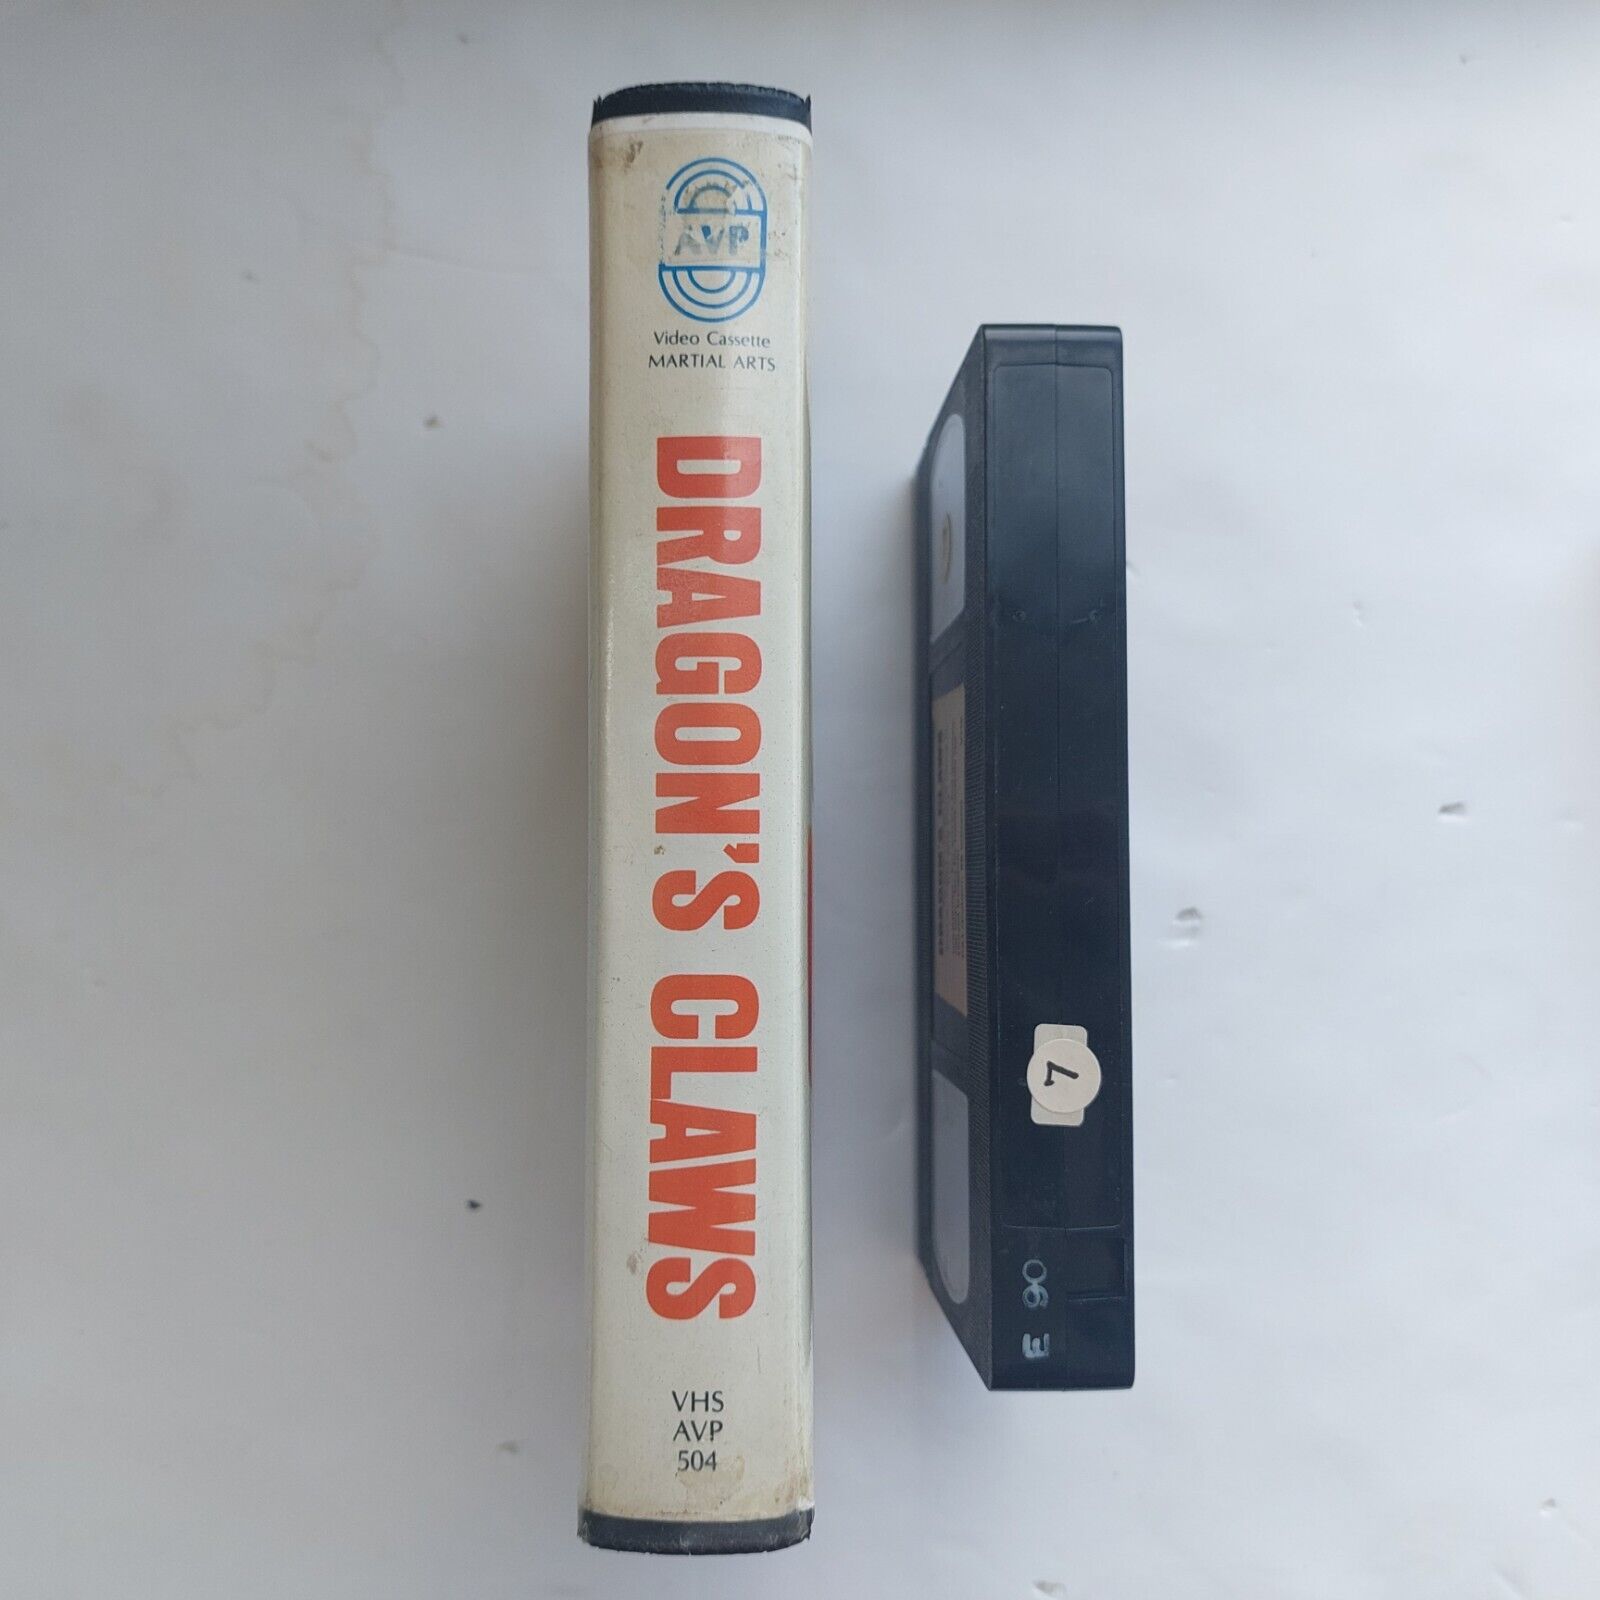 AVP
Video Cassette
MARTIAL ARTS
DRAGON'S CLAWS
VHS
AVP
504
7
E 90